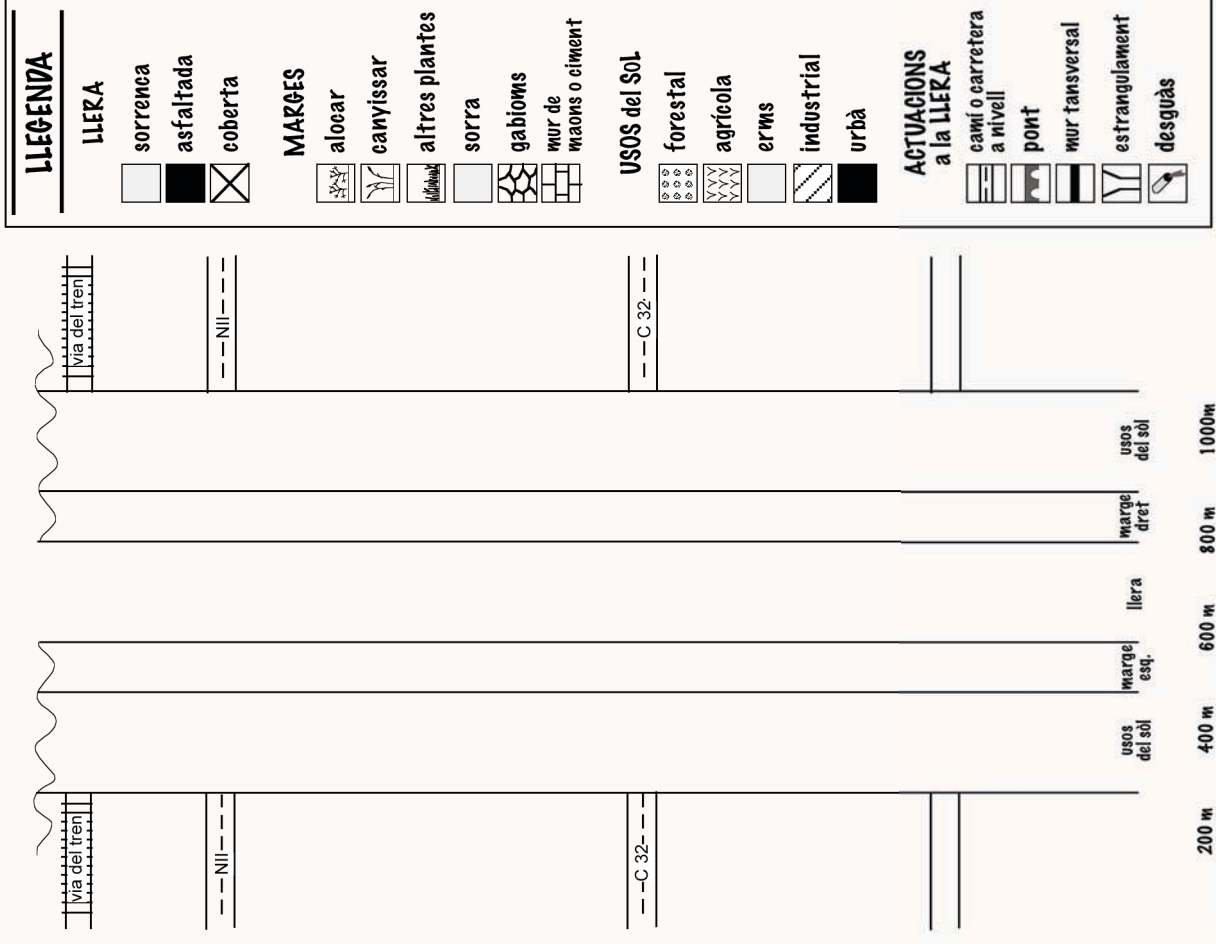 LLEGENDA
LLERA
sorrenca
asfaltada
coberta
MARGES
alocar
canyissar
altres plantes
sorra
gabioms
mur de
maons o ciment
USOS del SOL
forestal
agrícola
erms
industrial
urbà
ACTUACIONS
a la LLERA
camí o carretera
a nivell
pont
mur tansversal
estrangulament
desguàs
via del tren
NII
C 32
via del tren
NII
C 32
usos
del sòl
marge
esq.
llera
marge
dret
usos
del sòl
200 m
400 m
600 m
800 m
1000m